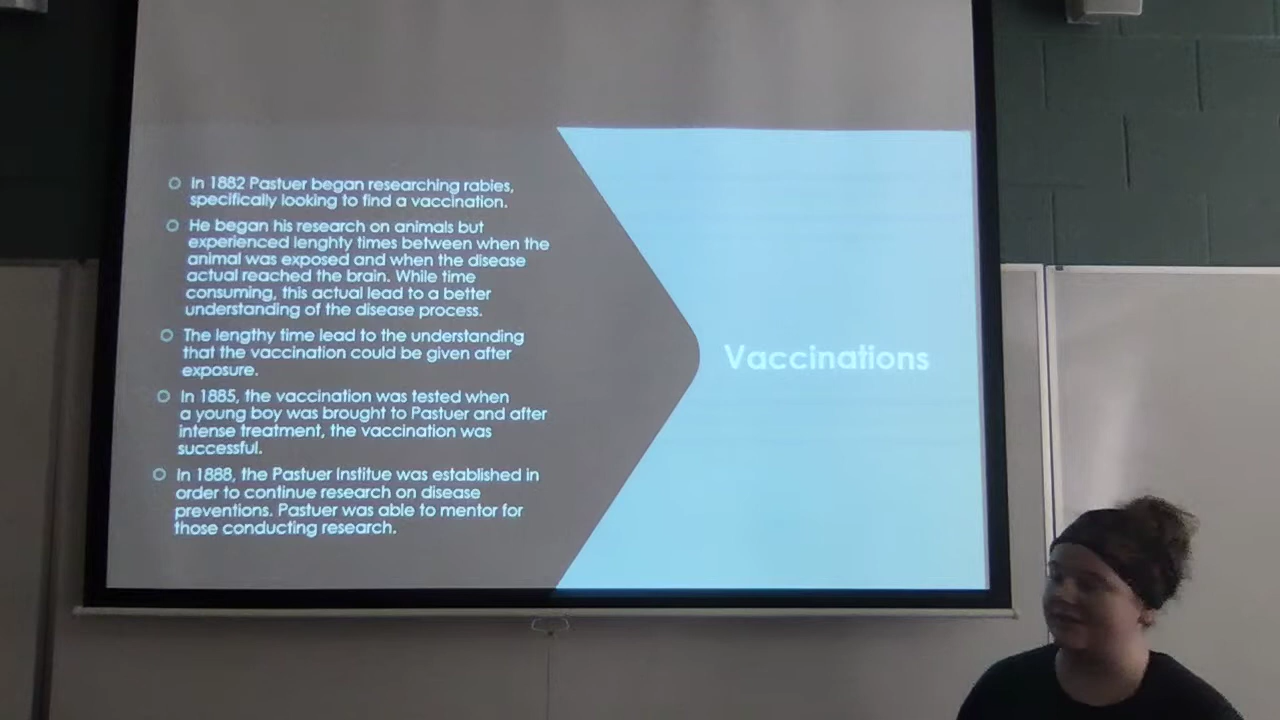 In 1882 Pastuer began researching rabies,
specifically looking to find a vaccination.
He began his research on animals but
experienced lenghty times between when the
animal was exposed and when the disease
actual reached the brain. While time
consuming, this actual lead to a better
understanding of the disease process.
The lengthy time lead to the understanding
that the vaccination could be given after
exposure.
In 1885, the vaccination was tested when
a young boy was brought to Pastuer and after
intense treatment, the vaccination was
successful.
In 1888, the Pastuer Institue was established in
order to continue research on disease
preventions. Pastuer was able to mentor for
those conducting research.
Vaccinations